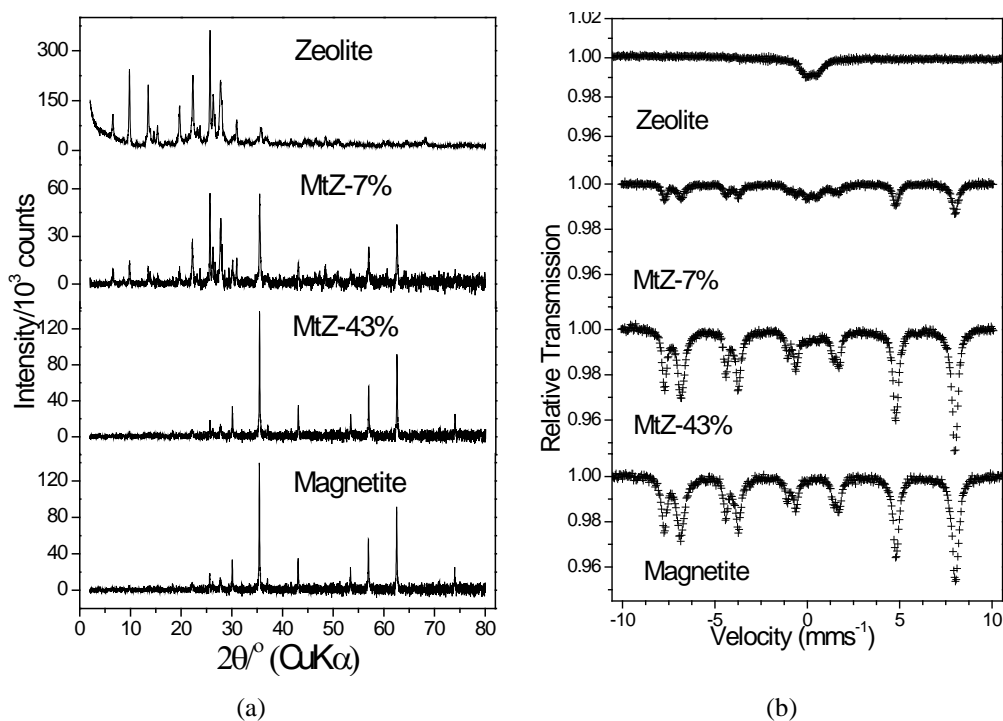 Zeolite
300
150
0
MtZ-7%
60
30
0
MtZ-43%
120
80
40
0
Magnetite
120
80
40
0
Intensity/10³ counts
0 10 20 30 40 50 60 70 80
2θ/° (CuKα)
(a)
1.02
1.00
0.98
0.96
Zeolite
1.00
0.98
0.96
MtZ-7%
1.00
0.98
0.96
MtZ-43%
1.00
0.98
0.96
Magnetite
Relative Transmission
-10 -5 0 5 10
Velocity (mms⁻¹)
(b)